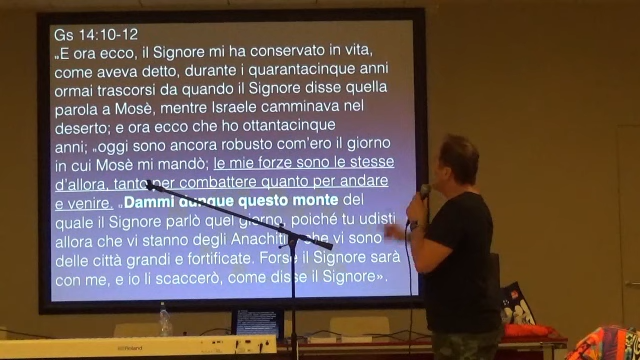 Gs 14:10-12
„E ora ecco, il Signore mi ha conservato in vita,
come aveva detto, durante i quarantacinque anni
ormai trascorsi da quando il Signore disse quella
parola a Mosè, mentre Israele camminava nel
deserto; e ora ecco che ho ottantacinque
anni; „oggi sono ancora robusto com'ero il giorno
in cui Mosè mi mandò; le mie forze sono le stesse
d'allora, tanto per combattere quanto per andare
e venire. „Dammi dunque questo monte del
quale il Signore parlò quel giorno, poiché tu udisti
allora che vi stanno degli Anachiti, che vi sono
delle città grandi e fortificate. Forse il Signore sarà
con me, e io li scaccerò, come disse il Signore».
Roland